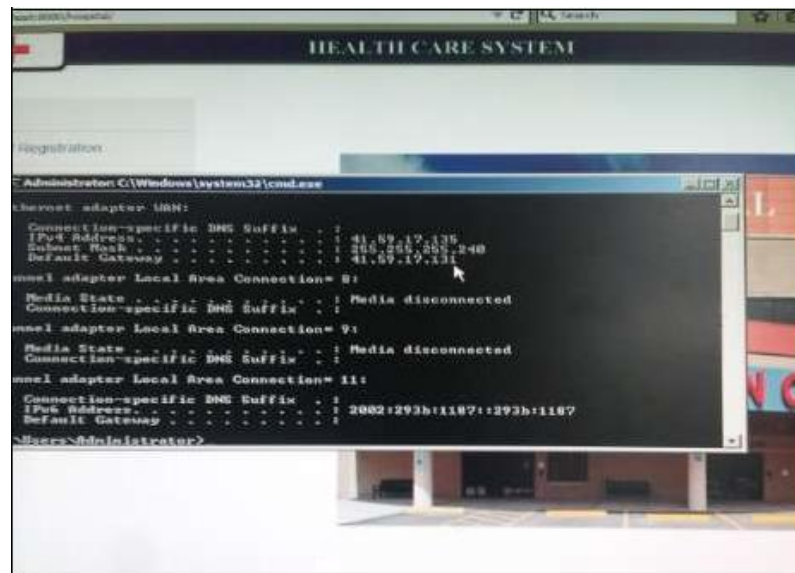 Search
HEALTH CARE SYSTEM
Registration
Administrator: C:\Windows\system32\cmd.exe
thernet adapter WAN:
Connection-specific DNS Suffix . :
IPv4 Address. . . . . . . . . . . : 41.59.17.135
Subnet Mask . . . . . . . . . . . : 255.255.255.240
Default Gateway . . . . . . . . . : 41.59.17.131
nnel adapter Local Area Connection* 8:
Media State . . . . . . . . . . . : Media disconnected
Connection-specific DNS Suffix . :
nnel adapter Local Area Connection* 9:
Media State . . . . . . . . . . . : Media disconnected
Connection-specific DNS Suffix . :
nnel adapter Local Area Connection* 11:
Connection-specific DNS Suffix . :
IPv6 Address. . . . . . . . . . . : 2002:293b:1187::293b:1187
Default Gateway . . . . . . . . . :
\Users\Administrator>